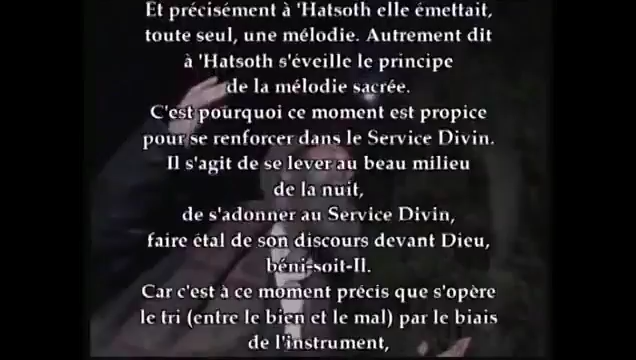 Et précisément à 'Hatsoth elle émettait,
toute seul, une mélodie. Autrement dit
à 'Hatsoth s'éveille le principe
de la mélodie sacrée.
C'est pourquoi ce moment est propice
pour se renforcer dans le Service Divin.
Il s'agit de se lever au beau milieu
de la nuit,
de s'adonner au Service Divin,
faire étal de son discours devant Dieu,
béni-soit-Il.
Car c'est à ce moment précis que s'opère
le tri (entre le bien et le mal) par le biais
de l'instrument,